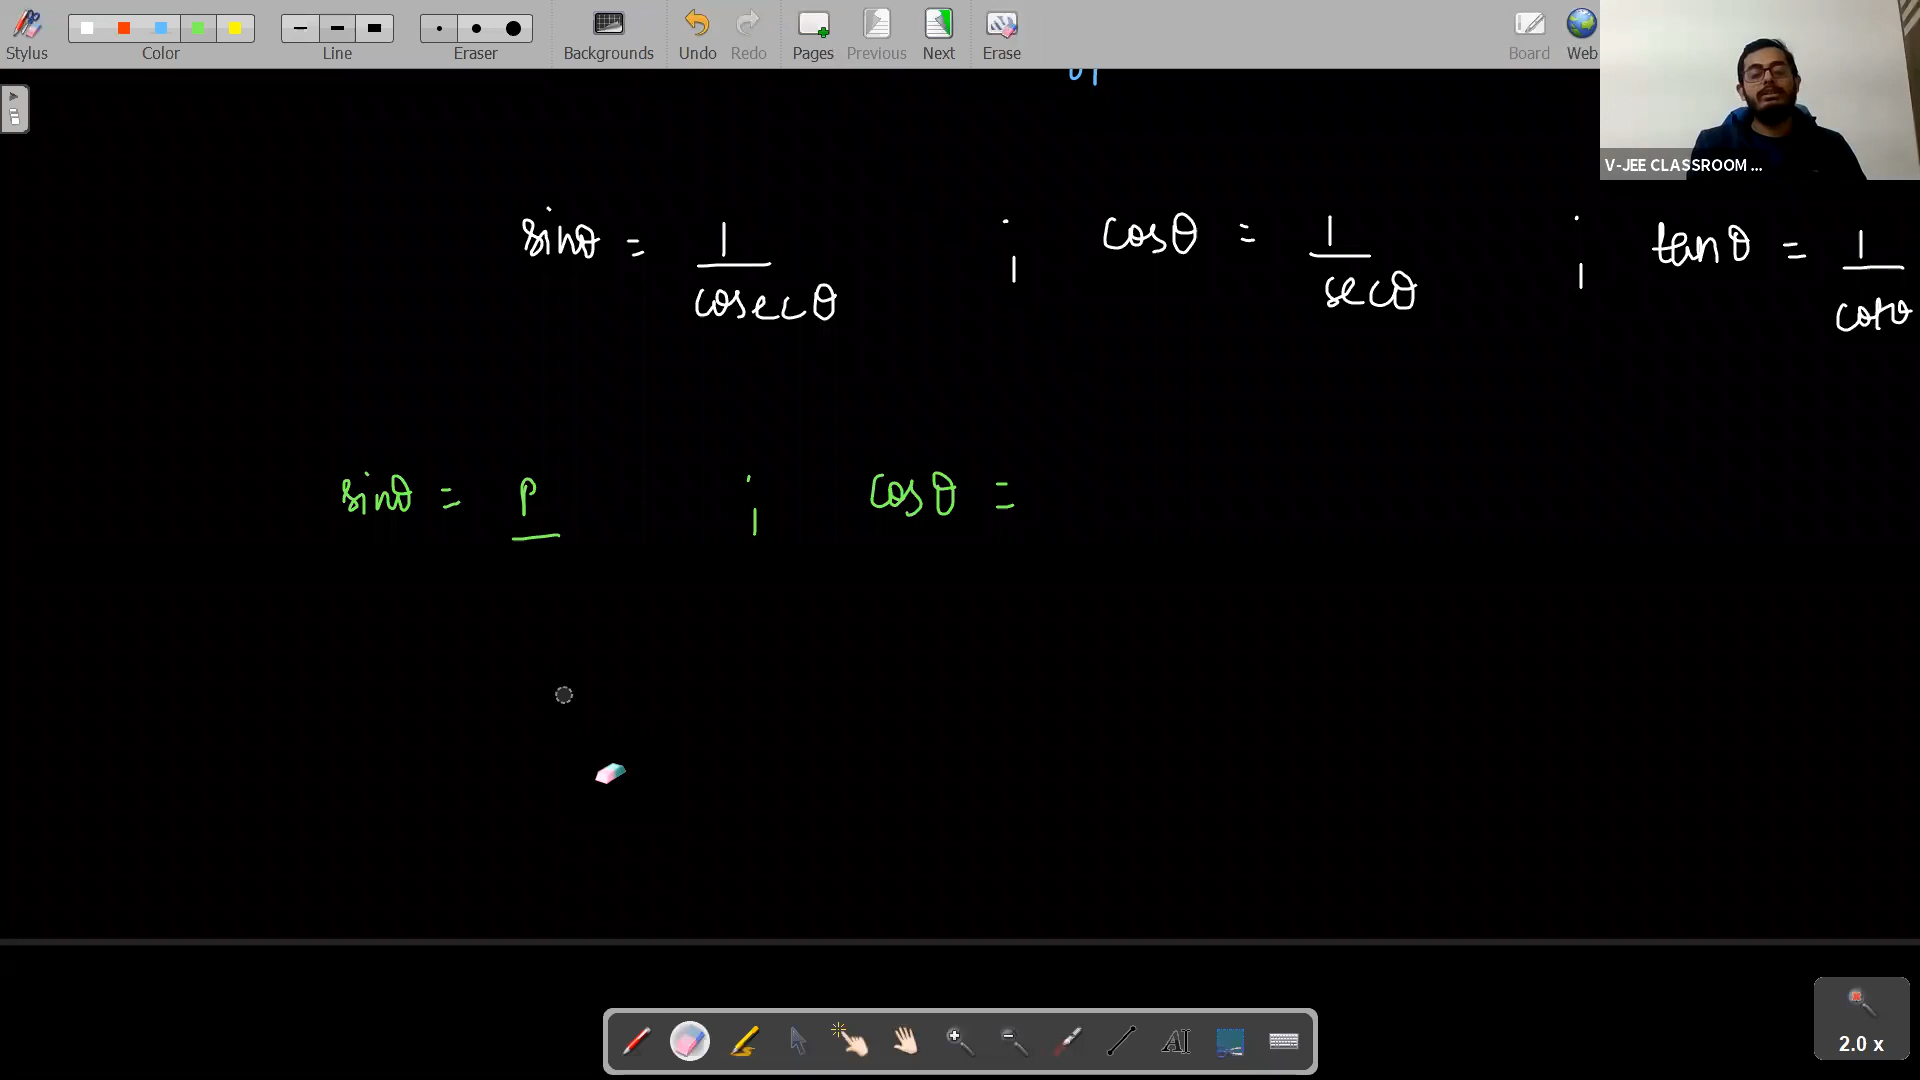 Stylus Color Line Eraser Backgrounds Undo Redo Pages Previous Next Erase Board Web
V-JEE CLASSROOM ...
sinθ = 1/cosecθ ; cosθ = 1/secθ ; tanθ = 1/cotθ
sinθ = P ; cosθ =
2.0 x